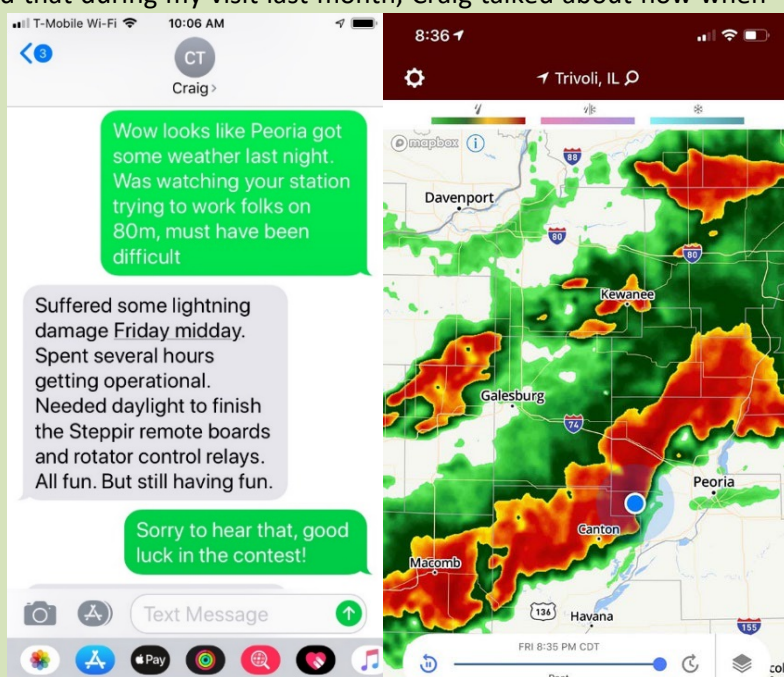 d that during my visit last month, Craig talked about how when
T-Mobile Wi-Fi 10:06 AM
3
CT
Craig
Wow looks like Peoria got
some weather last night.
Was watching your station
trying to work folks on
80m, must have been
difficult
Suffered some lightning
damage Friday midday.
Spent several hours
getting operational.
Needed daylight to finish
the Steppir remote boards
and rotator control relays.
All fun. But still having fun.
Sorry to hear that, good
luck in the contest!
Text Message
Pay
8:36
Trivoli, IL
mapbox
88
Davenport
80
80
Kewanee
Galesburg
74
Peoria
Canton
Macomb
136
Havana
155
FRI 8:35 PM CDT